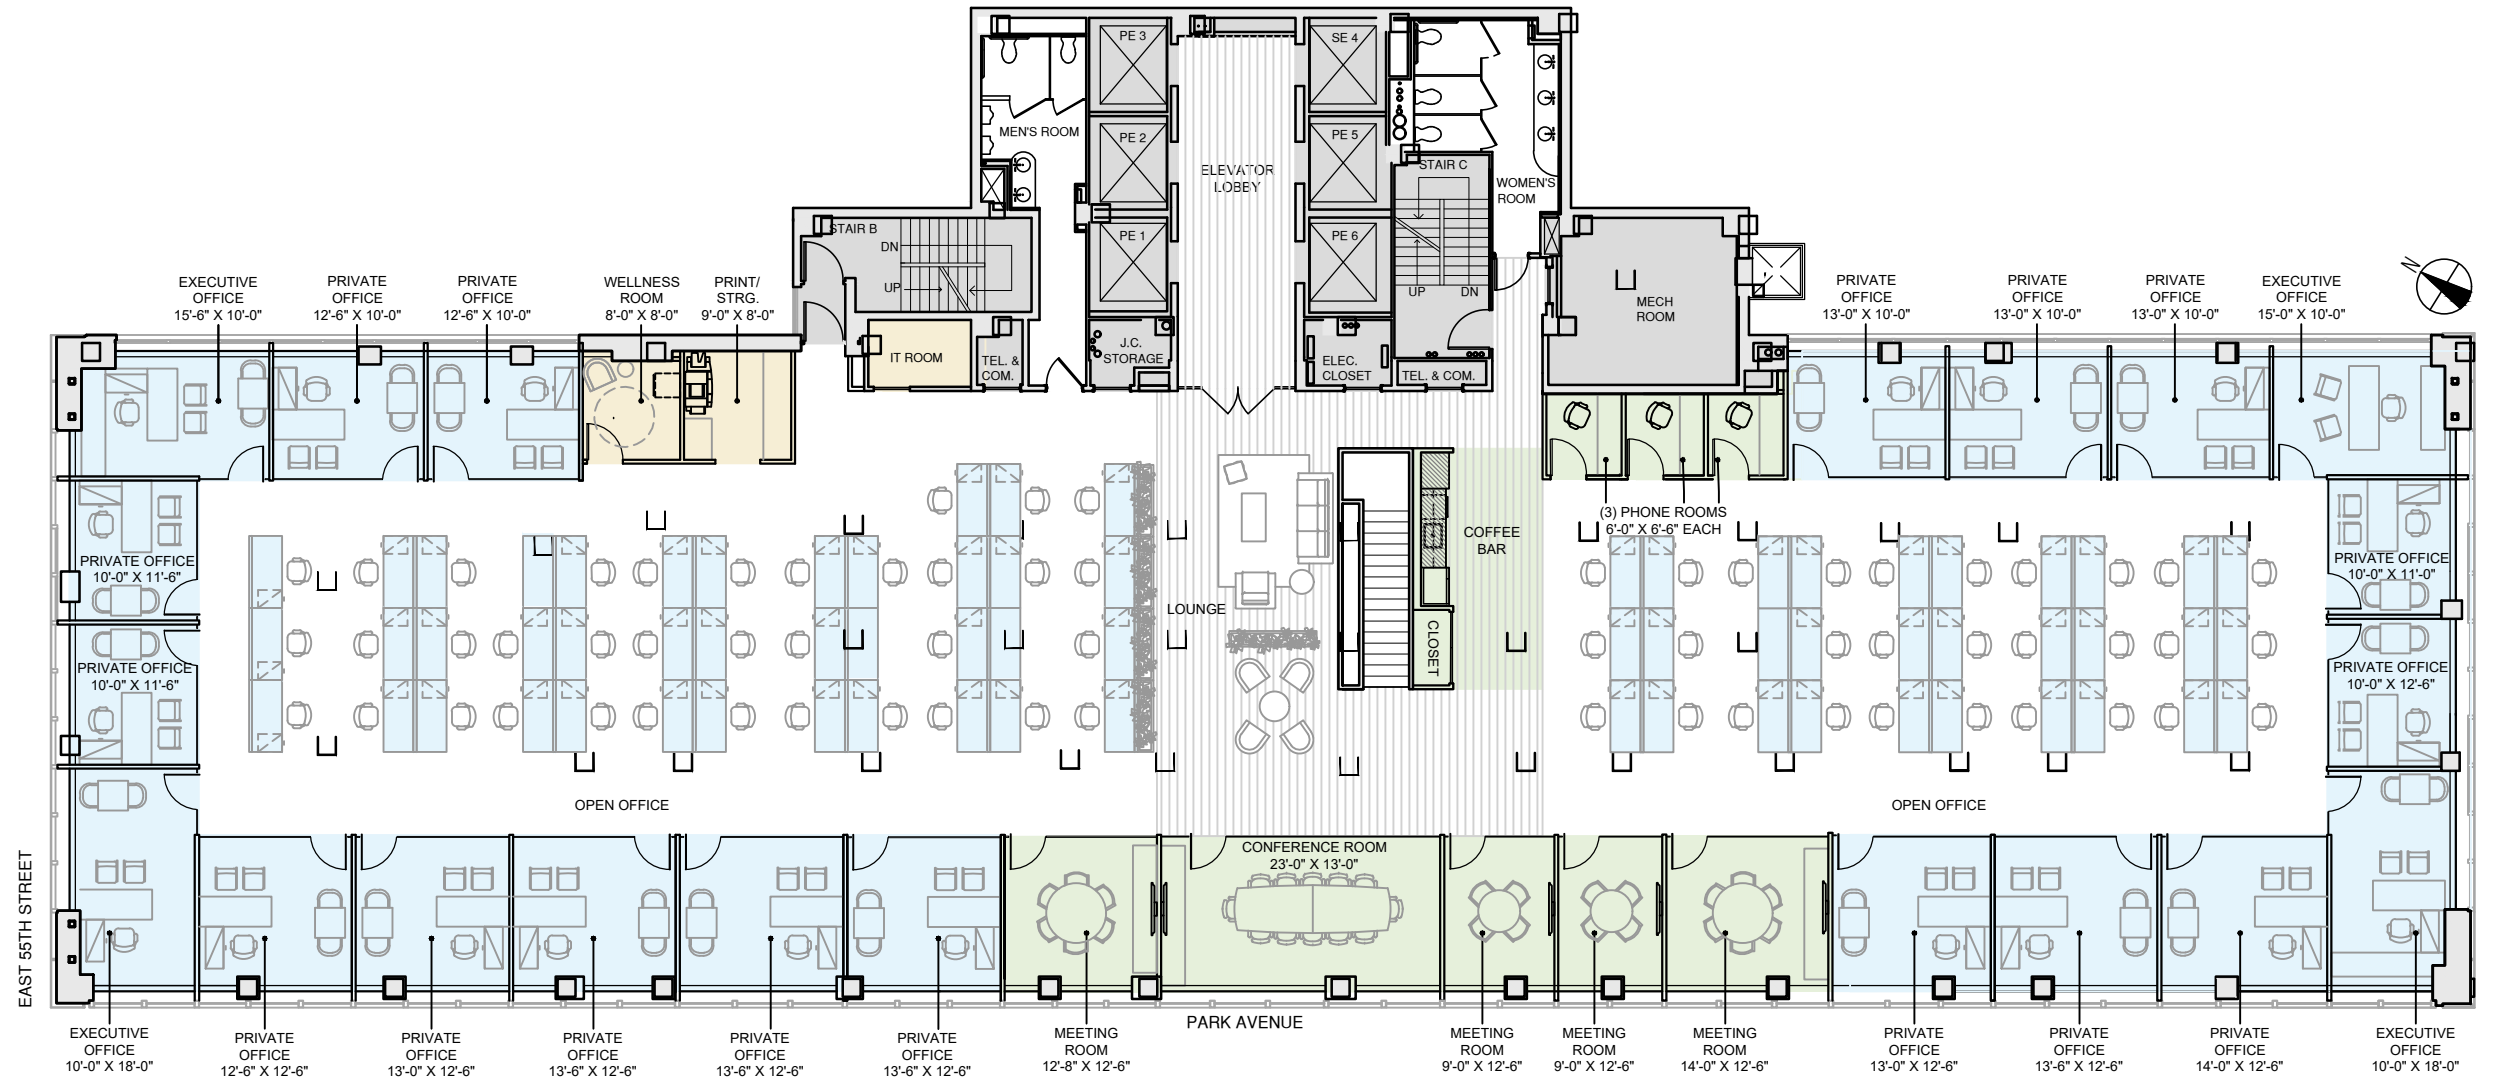 PE 3
SE 4
MEN'S ROOM
PE 2
PE 5
ELEVATOR
LOBBY
STAIR C
WOMEN'S
ROOM
STAIR B
DN
UP
PE 1
PE 6
UP
DN
MECH
ROOM
N
EXECUTIVE
OFFICE
15'-6" X 10'-0"
PRIVATE
OFFICE
12'-6" X 10'-0"
PRIVATE
OFFICE
12'-6" X 10'-0"
WELLNESS
ROOM
8'-0" X 8'-0"
PRINT/
STRG.
9'-0" X 8'-0"
PRIVATE
OFFICE
13'-0" X 10'-0"
PRIVATE
OFFICE
13'-0" X 10'-0"
PRIVATE
OFFICE
13'-0" X 10'-0"
EXECUTIVE
OFFICE
15'-0" X 10'-0"
IT ROOM
TEL. &
COM.
J.C.
STORAGE
ELEC.
CLOSET
TEL. & COM.
(3) PHONE ROOMS
6'-0" X 6'-6" EACH
COFFEE
BAR
PRIVATE OFFICE
10'-0" X 11'-6"
PRIVATE OFFICE
10'-0" X 11'-0"
LOUNGE
CLOSET
PRIVATE OFFICE
10'-0" X 11'-6"
PRIVATE OFFICE
10'-0" X 12'-6"
OPEN OFFICE
OPEN OFFICE
CONFERENCE ROOM
23'-0" X 13'-0"
EAST 55TH STREET
PARK AVENUE
EXECUTIVE
OFFICE
10'-0" X 18'-0"
PRIVATE
OFFICE
12'-6" X 12'-6"
PRIVATE
OFFICE
13'-0" X 12'-6"
PRIVATE
OFFICE
13'-6" X 12'-6"
PRIVATE
OFFICE
13'-6" X 12'-6"
PRIVATE
OFFICE
13'-6" X 12'-6"
MEETING
ROOM
12'-8" X 12'-6"
MEETING
ROOM
9'-0" X 12'-6"
MEETING
ROOM
9'-0" X 12'-6"
MEETING
ROOM
14'-0" X 12'-6"
PRIVATE
OFFICE
13'-0" X 12'-6"
PRIVATE
OFFICE
13'-6" X 12'-6"
PRIVATE
OFFICE
14'-0" X 12'-6"
EXECUTIVE
OFFICE
10'-0" X 18'-0"